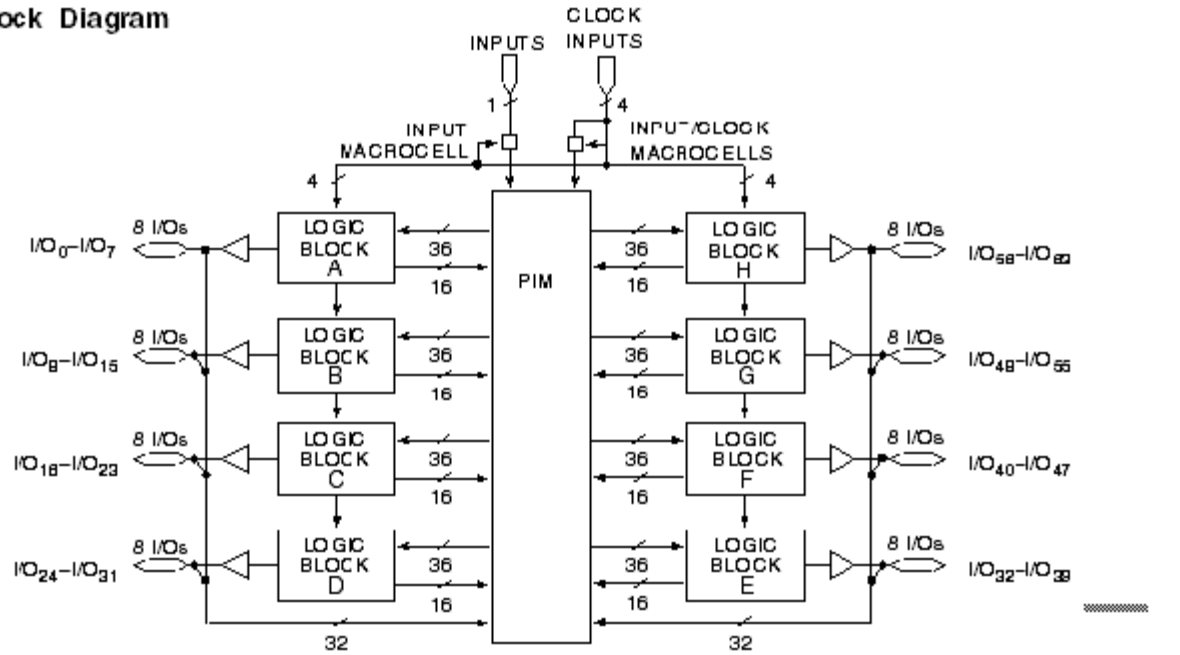 ock Diagram
CLOCK
INPUTS INPUTS
1 4
INPUT INPUT/CLOCK
MACROCELL MACROCELLS
4 4
8 I/Os LOGIC LOGIC 8 I/Os
I/O0–I/O7 BLOCK 36 36 BLOCK I/O56–I/O63
A 16 PIM 16 H
8 I/Os LOGIC LOGIC 8 I/Os
I/O8–I/O15 BLOCK 36 36 BLOCK I/O48–I/O55
B 16 16 G
8 I/Os LOGIC LOGIC 8 I/Os
I/O16–I/O23 BLOCK 36 36 BLOCK I/O40–I/O47
C 16 16 F
8 I/Os LOGIC LOGIC 8 I/Os
I/O24–I/O31 BLOCK 36 36 BLOCK I/O32–I/O39
D 16 16 E
32 32